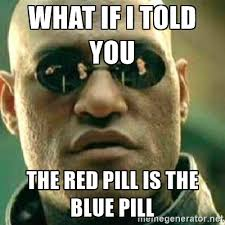 WHAT IF I TOLD
YOU
THE RED PILL IS THE
BLUE PILL
memegenerator.net